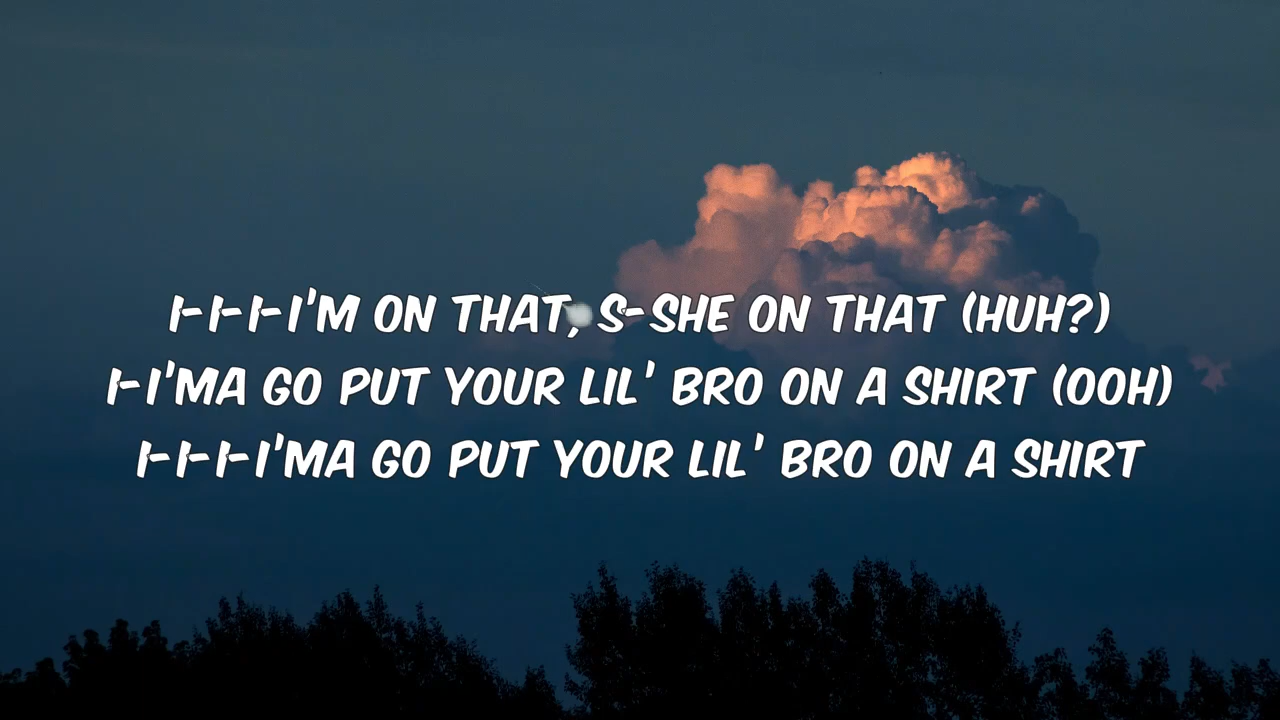 I-I-I-I'M ON THAT, S-SHE ON THAT (HUH?)
I-I'MA GO PUT YOUR LIL' BRO ON A SHIRT (OOH)
I-I-I-I'MA GO PUT YOUR LIL' BRO ON A SHIRT